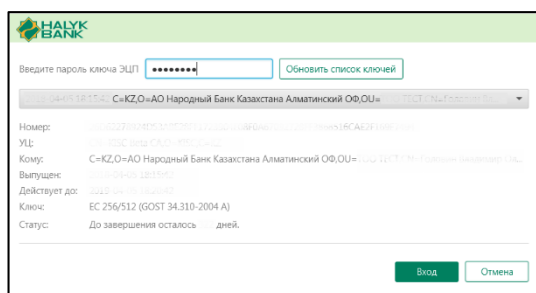 HALYK
BANK
Введите пароль ключа ЭЦП •••••••• Обновить список ключей
C=KZ,O=АО Народный Банк Казахстана Алматинский ОФ,OU=
Номер:
УЦ:
Кому: C=KZ,O=АО Народный Банк Казахстана Алматинский ОФ,OU=
Выпущен:
Действует до:
Ключ: EC 256/512 (GOST 34.310-2004 A)
Статус: До завершения осталось дней.
Вход Отмена